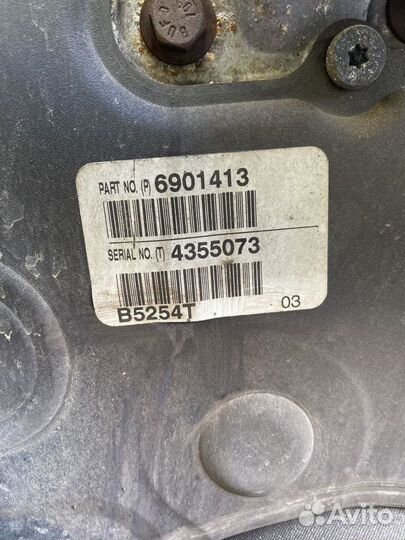 PART NO. (P) 6901413
SERIAL NO. (T) 4355073
B5254T
03
Avito